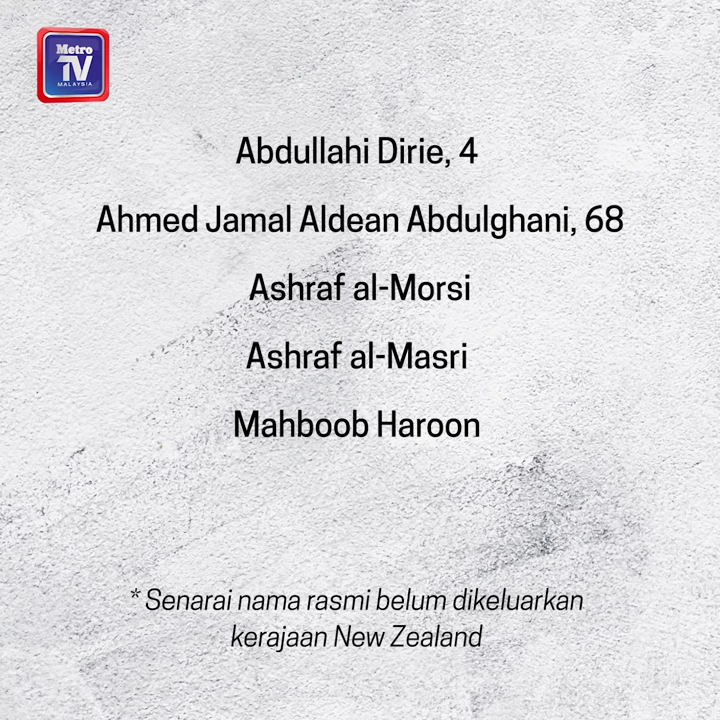 Metro
TV
MALAYSIA
Abdullahi Dirie, 4
Ahmed Jamal Aldean Abdulghani, 68
Ashraf al-Morsi
Ashraf al-Masri
Mahboob Haroon
* Senarai nama rasmi belum dikeluarkan
kerajaan New Zealand